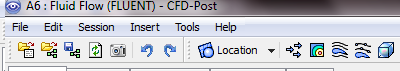 A6 : Fluid Flow (FLUENT) - CFD-Post
File Edit Session Insert Tools Help
Location